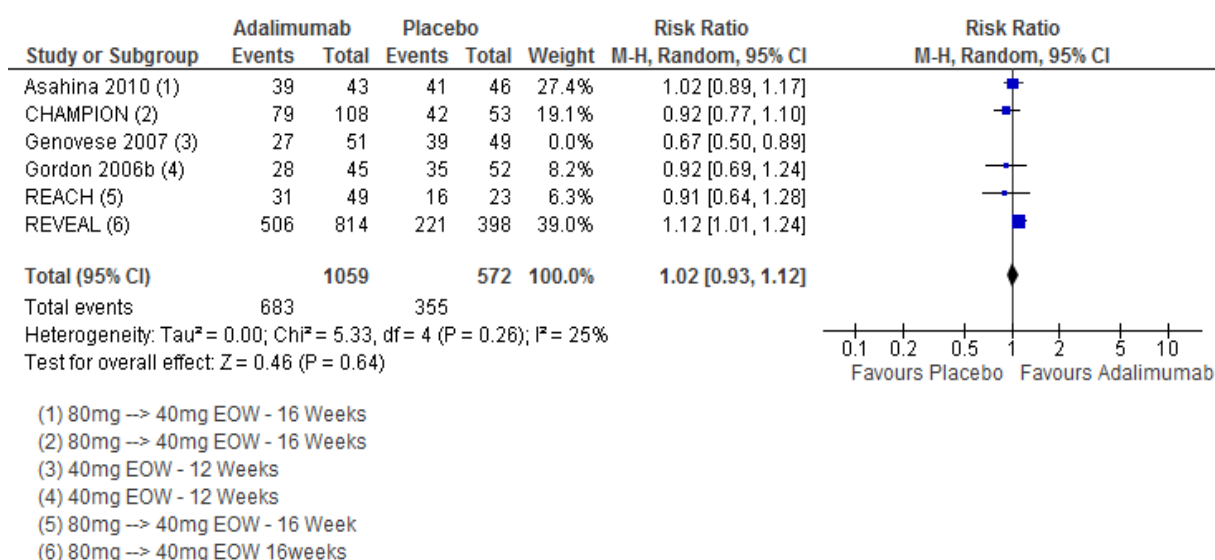 Adalimumab Placebo Risk Ratio Risk Ratio
Study or Subgroup Events Total Events Total Weight M-H, Random, 95% CI M-H, Random, 95% CI
Asahina 2010 (1) 39 43 41 46 27.4% 1.02 [0.89, 1.17]
CHAMPION (2) 79 108 42 53 19.1% 0.92 [0.77, 1.10]
Genovese 2007 (3) 27 51 39 49 0.0% 0.67 [0.50, 0.89]
Gordon 2006b (4) 28 45 35 52 8.2% 0.92 [0.69, 1.24]
REACH (5) 31 49 16 23 6.3% 0.91 [0.64, 1.28]
REVEAL (6) 506 814 221 398 39.0% 1.12 [1.01, 1.24]
Total (95% CI) 1059 572 100.0% 1.02 [0.93, 1.12]
Total events 683 355
Heterogeneity: Tau² = 0.00; Chi² = 5.33, df = 4 (P = 0.26); I² = 25%
Test for overall effect: Z = 0.46 (P = 0.64)
0.1 0.2 0.5 1 2 5 10
Favours Placebo Favours Adalimumab
(1) 80mg --> 40mg EOW - 16 Weeks
(2) 80mg --> 40mg EOW - 16 Weeks
(3) 40mg EOW - 12 Weeks
(4) 40mg EOW - 12 Weeks
(5) 80mg --> 40mg EOW - 16 Week
(6) 80mg --> 40mg EOW 16weeks